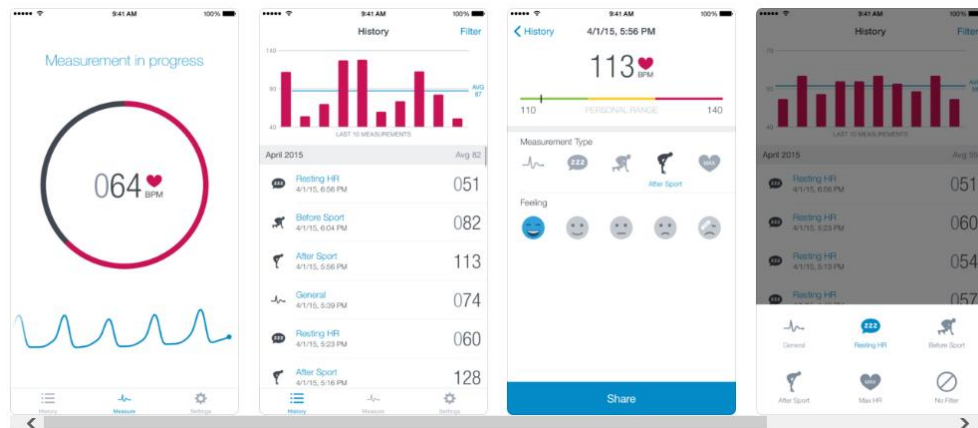 9:41 AM 100%
Measurement in progress
064 BPM
History Measure Settings
9:41 AM 100%
History Filter
140
90
40
AVG
87
LAST 10 MEASUREMENTS
April 2015 Avg 82
Resting HR
4/1/15, 6:56 PM
051
Before Sport
4/1/15, 6:04 PM
082
After Sport
4/1/15, 5:56 PM
113
General
4/1/15, 5:39 PM
074
Resting HR
4/1/15, 5:23 PM
060
After Sport
4/1/15, 5:16 PM
128
History Measure Settings
9:41 AM 100%
History 4/1/15, 5:56 PM
113 BPM
110 PERSONAL RANGE 140
Measurement Type
zzz
MAX
After Sport
Feeling
Share
9:41 AM 100%
History Filter
70
LAST 10 MEASUREMENTS
April 2015
Resting HR
4/1/15, 6:56 PM
051
Resting HR
4/1/15, 5:23 PM
060
Resting HR
4/1/15, 5:13 PM
054
Resting HR
057
General Resting HR Before Sport
After Sport Max HR No Filter